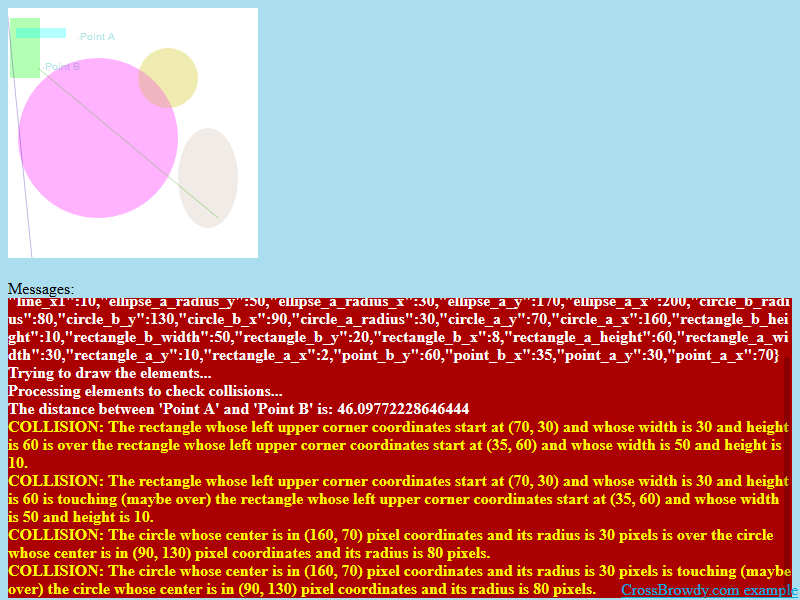 .Point A
.Point B
Messages:
"line_x1":10,"ellipse_a_radius_y":50,"ellipse_a_radius_x":30,"ellipse_a_y":170,"ellipse_a_x":200,"circle_b_radi
us":80,"circle_b_y":130,"circle_b_x":90,"circle_a_radius":30,"circle_a_y":70,"circle_a_x":160,"rectangle_b_hei
ght":10,"rectangle_b_width":50,"rectangle_b_y":20,"rectangle_b_x":8,"rectangle_a_height":60,"rectangle_a_wi
dth":30,"rectangle_a_y":10,"rectangle_a_x":2,"point_b_y":60,"point_b_x":35,"point_a_y":30,"point_a_x":70}
Trying to draw the elements...
Processing elements to check collisions...
The distance between 'Point A' and 'Point B' is: 46.09772228646444
COLLISION: The rectangle whose left upper corner coordinates start at (70, 30) and whose width is 30 and height
is 60 is over the rectangle whose left upper corner coordinates start at (35, 60) and whose width is 50 and height is
10.
COLLISION: The rectangle whose left upper corner coordinates start at (70, 30) and whose width is 30 and height
is 60 is touching (maybe over) the rectangle whose left upper corner coordinates start at (35, 60) and whose width
is 50 and height is 10.
COLLISION: The circle whose center is in (160, 70) pixel coordinates and its radius is 30 pixels is over the circle
whose center is in (90, 130) pixel coordinates and its radius is 80 pixels.
COLLISION: The circle whose center is in (160, 70) pixel coordinates and its radius is 30 pixels is touching (maybe
over) the circle whose center is in (90, 130) pixel coordinates and its radius is 80 pixels.
CrossBrowdy.com example